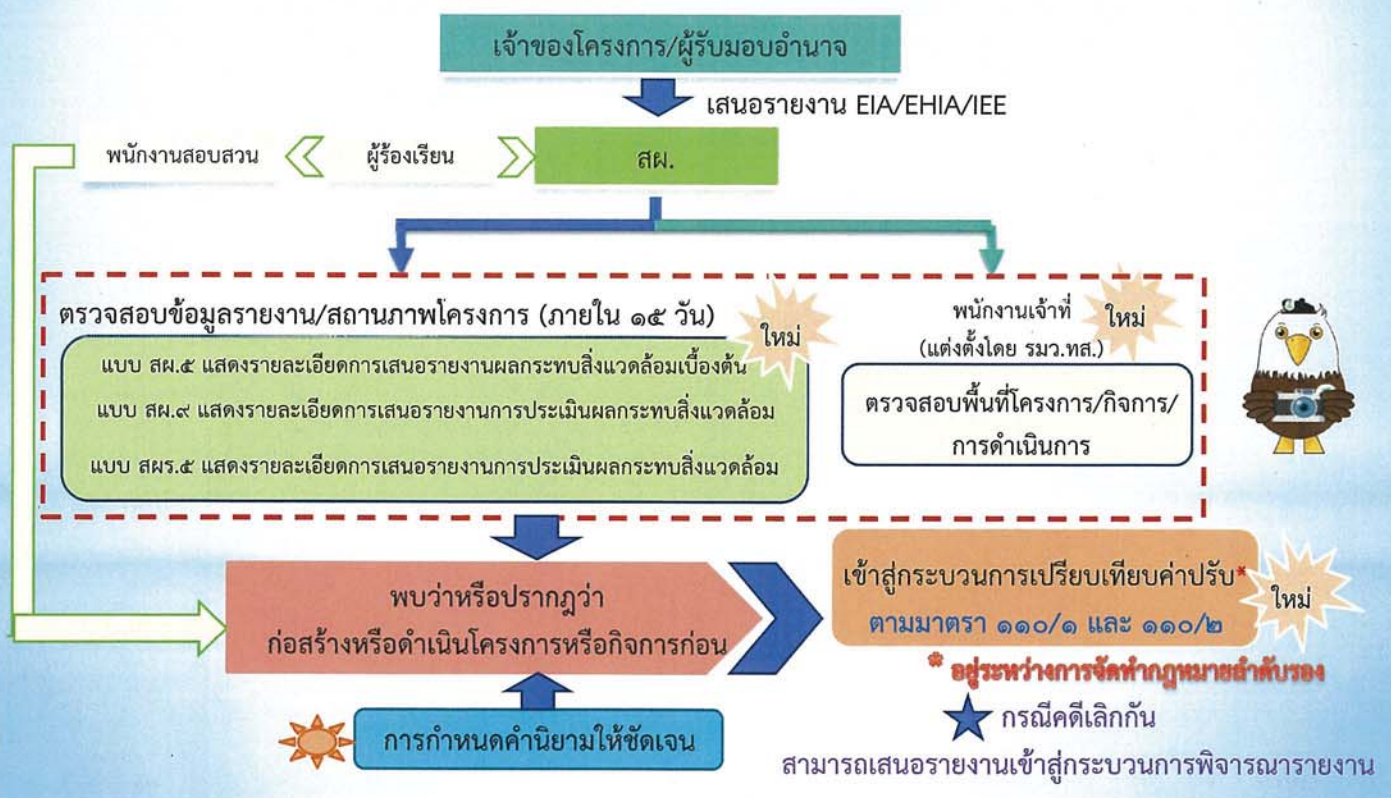 เจ้าของโครงการ/ผู้รับมอบอำนาจ
เสนอรายงาน EIA/EHIA/IEE
พนักงานสอบสวน
ผู้ร้องเรียน
สผ.
ตรวจสอบข้อมูลรายงาน/สถานภาพโครงการ (ภายใน ๑๕ วัน)
ใหม่
แบบ สผ.๕ แสดงรายละเอียดการเสนอรายงานผลกระทบสิ่งแวดล้อมเบื้องต้น
แบบ สผ.๙ แสดงรายละเอียดการเสนอรายงานการประเมินผลกระทบสิ่งแวดล้อม
แบบ สผร.๕ แสดงรายละเอียดการเสนอรายงานการประเมินผลกระทบสิ่งแวดล้อม
พนักงานเจ้าที่
ใหม่
(แต่งตั้งโดย รมว.ทส.)
ตรวจสอบพื้นที่โครงการ/กิจการ/
การดำเนินการ
พบว่าหรือปรากฎว่า
ก่อสร้างหรือดำเนินโครงการหรือกิจการก่อน
เข้าสู่กระบวนการเปรียบเทียบค่าปรับ*
ตามมาตรา ๑๑๐/๑ และ ๑๑๐/๒
ใหม่
* อยู่ระหว่างการจัดทำกฎหมายลำดับรอง
การกำหนดคำนิยามให้ชัดเจน
กรณีคดีเลิกกัน
สามารถเสนอรายงานเข้าสู่กระบวนการพิจารณารายงาน